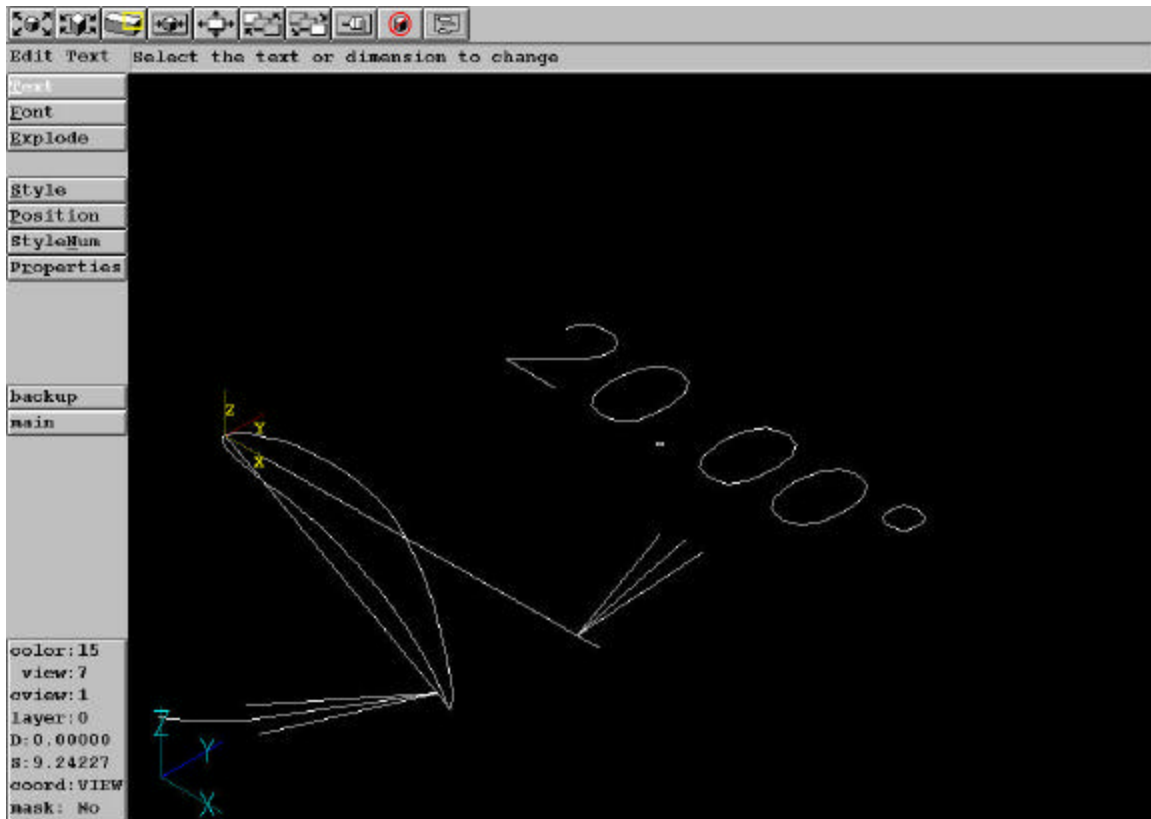 Edit Text Select the text or dimension to change
Text
Font
Explode
Style
Position
StyleNum
Properties
backup
main
20.00°
Z
Y
X
color:15
view:7
cview:1
layer:0
D:0.00000
S:9.24227
coord:VIEW
mask: No
Z
Y
X